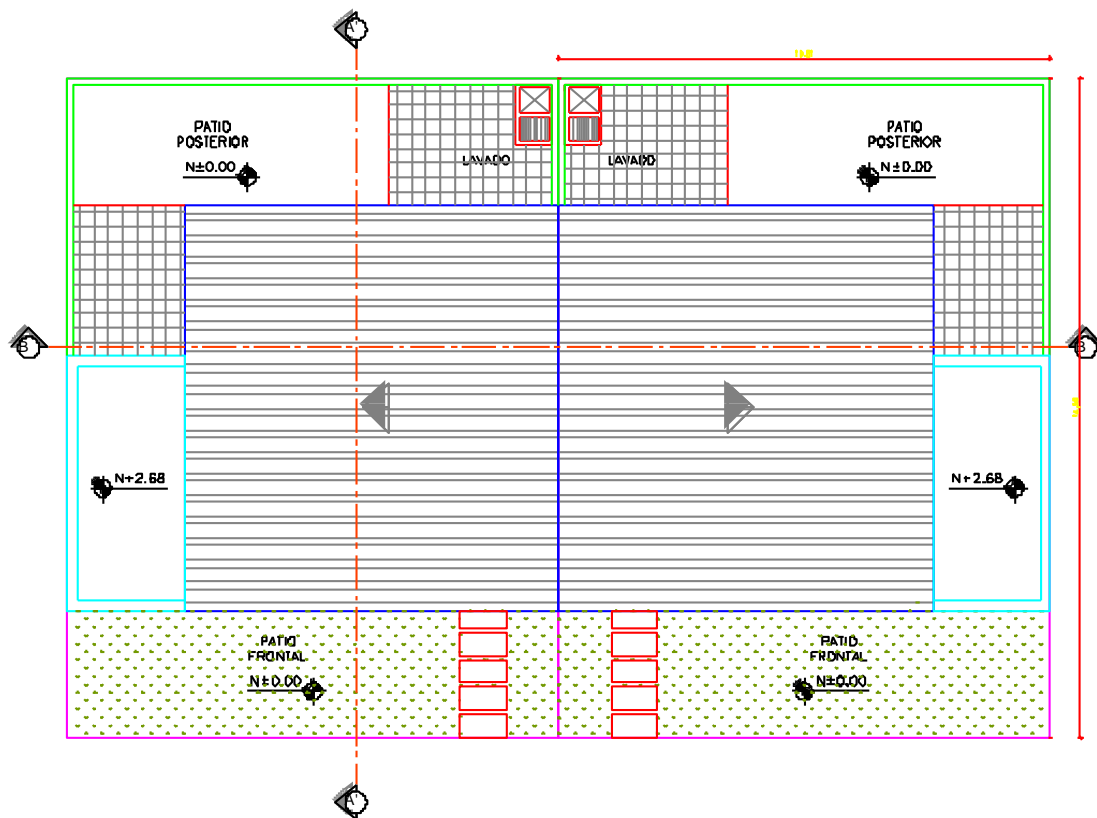 A'
PATIO
POSTERIOR
N±0.00
LAVADO
LAVADO
PATIO
POSTERIOR
N±0.00
B
B
N+2.68
N+2.68
PATIO
FRONTAL
N±0.00
PATIO
FRONTAL
N±0.00
A'